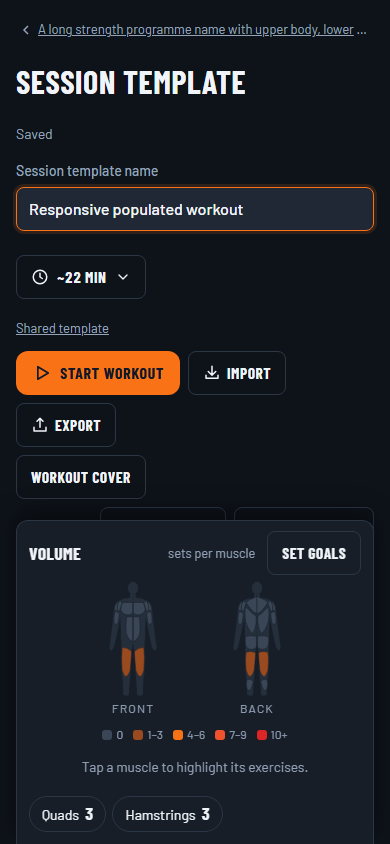 A long strength programme name with upper body, lower ...
SESSION TEMPLATE
Saved
Session template name
Responsive populated workout
~22 MIN
Shared template
START WORKOUT
IMPORT
EXPORT
WORKOUT COVER
VOLUME
sets per muscle
SET GOALS
FRONT
BACK
0
1–3
4–6
7–9
10+
Tap a muscle to highlight its exercises.
Quads 3
Hamstrings 3